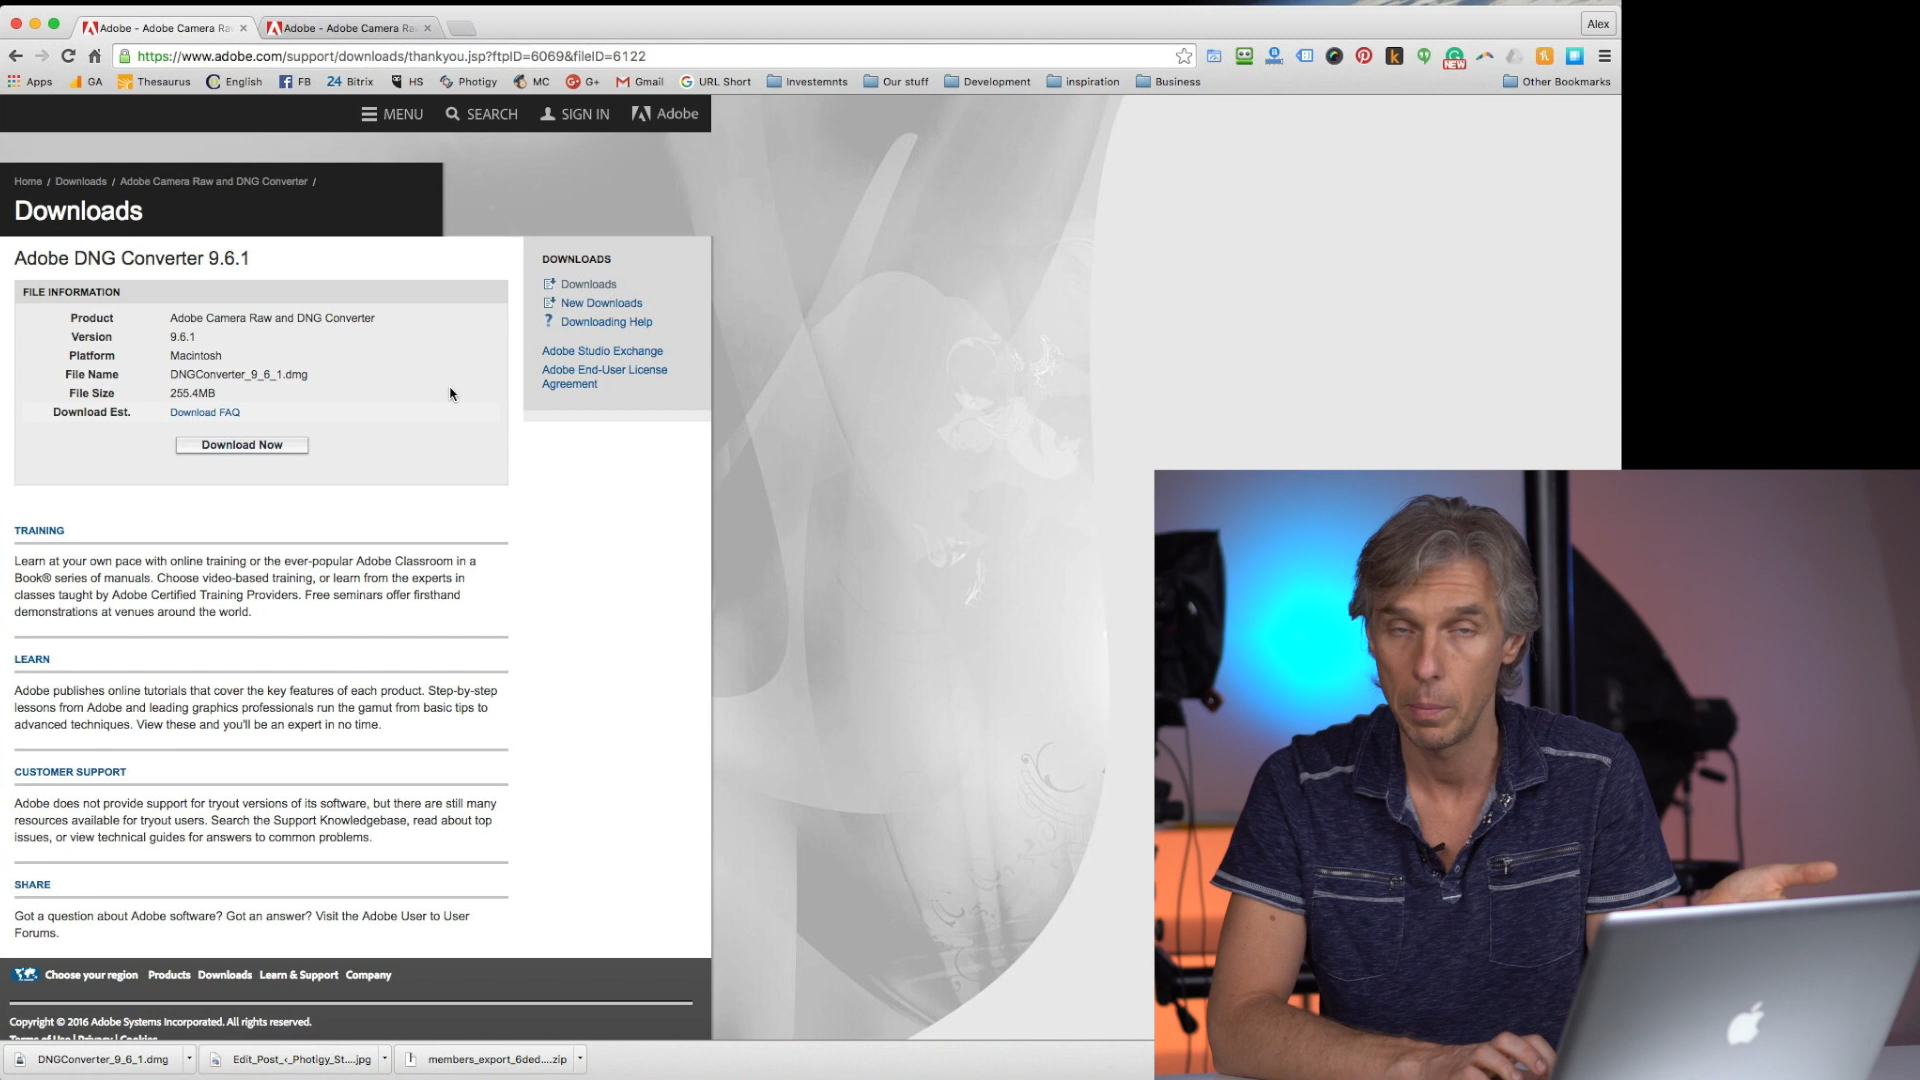 Adobe - Adobe Camera Ra
Adobe - Adobe Camera Ra
Alex
https://www.adobe.com/support/downloads/thankyou.jsp?ftpID=6069&fileID=6122
Apps GA Thesaurus English FB 24 Bitrix HS Photigy MC G+ Gmail URL Short Investemnts Our stuff Development inspiration Business Other Bookmarks
NEW
MENU SEARCH SIGN IN Adobe
Home / Downloads / Adobe Camera Raw and DNG Converter /
Downloads
Adobe DNG Converter 9.6.1
FILE INFORMATION
Product Adobe Camera Raw and DNG Converter
Version 9.6.1
Platform Macintosh
File Name DNGConverter_9_6_1.dmg
File Size 255.4MB
Download Est. Download FAQ
Download Now
DOWNLOADS
Downloads
New Downloads
? Downloading Help
Adobe Studio Exchange
Adobe End-User License
Agreement
TRAINING
Learn at your own pace with online training or the ever-popular Adobe Classroom in a
Book® series of manuals. Choose video-based training, or learn from the experts in
classes taught by Adobe Certified Training Providers. Free seminars offer firsthand
demonstrations at venues around the world.
LEARN
Adobe publishes online tutorials that cover the key features of each product. Step-by-step
lessons from Adobe and leading graphics professionals run the gamut from basic tips to
advanced techniques. View these and you'll be an expert in no time.
CUSTOMER SUPPORT
Adobe does not provide support for tryout versions of its software, but there are still many
resources available for tryout users. Search the Support Knowledgebase, read about top
issues, or view technical guides for answers to common problems.
SHARE
Got a question about Adobe software? Got an answer? Visit the Adobe User to User
Forums.
Choose your region Products Downloads Learn & Support Company
Copyright © 2016 Adobe Systems Incorporated. All rights reserved.
Terms of Use | Privacy | Cookies
DNGConverter_9_6_1.dmg Edit_Post_‹_Photigy_St....jpg members_export_6ded....zip